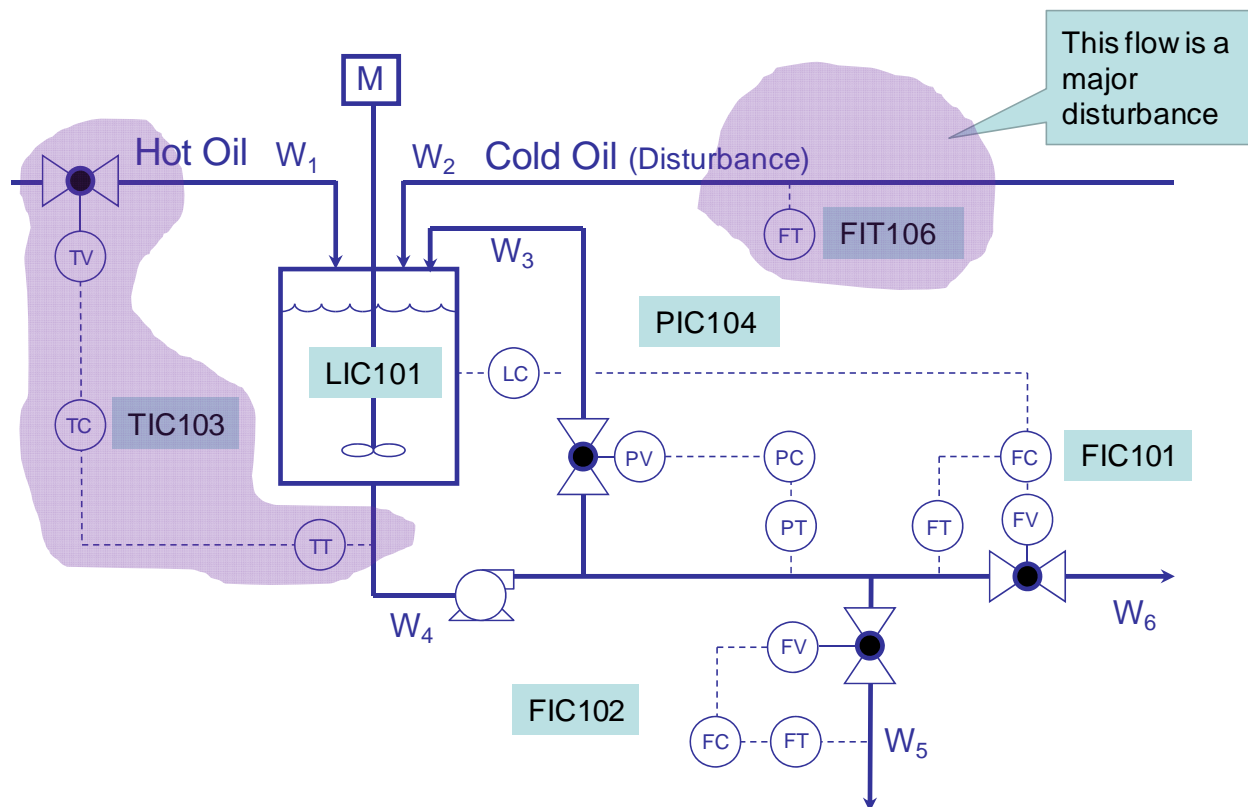 This flow is a
major
disturbance
M
Hot Oil W1
W2 Cold Oil (Disturbance)
FT
FIT106
TV
W3
PIC104
LIC101
LC
TC
TIC103
PV
PC
FC
FIC101
TT
PT
FT
FV
W4
W6
FV
FIC102
FC
FT
W5